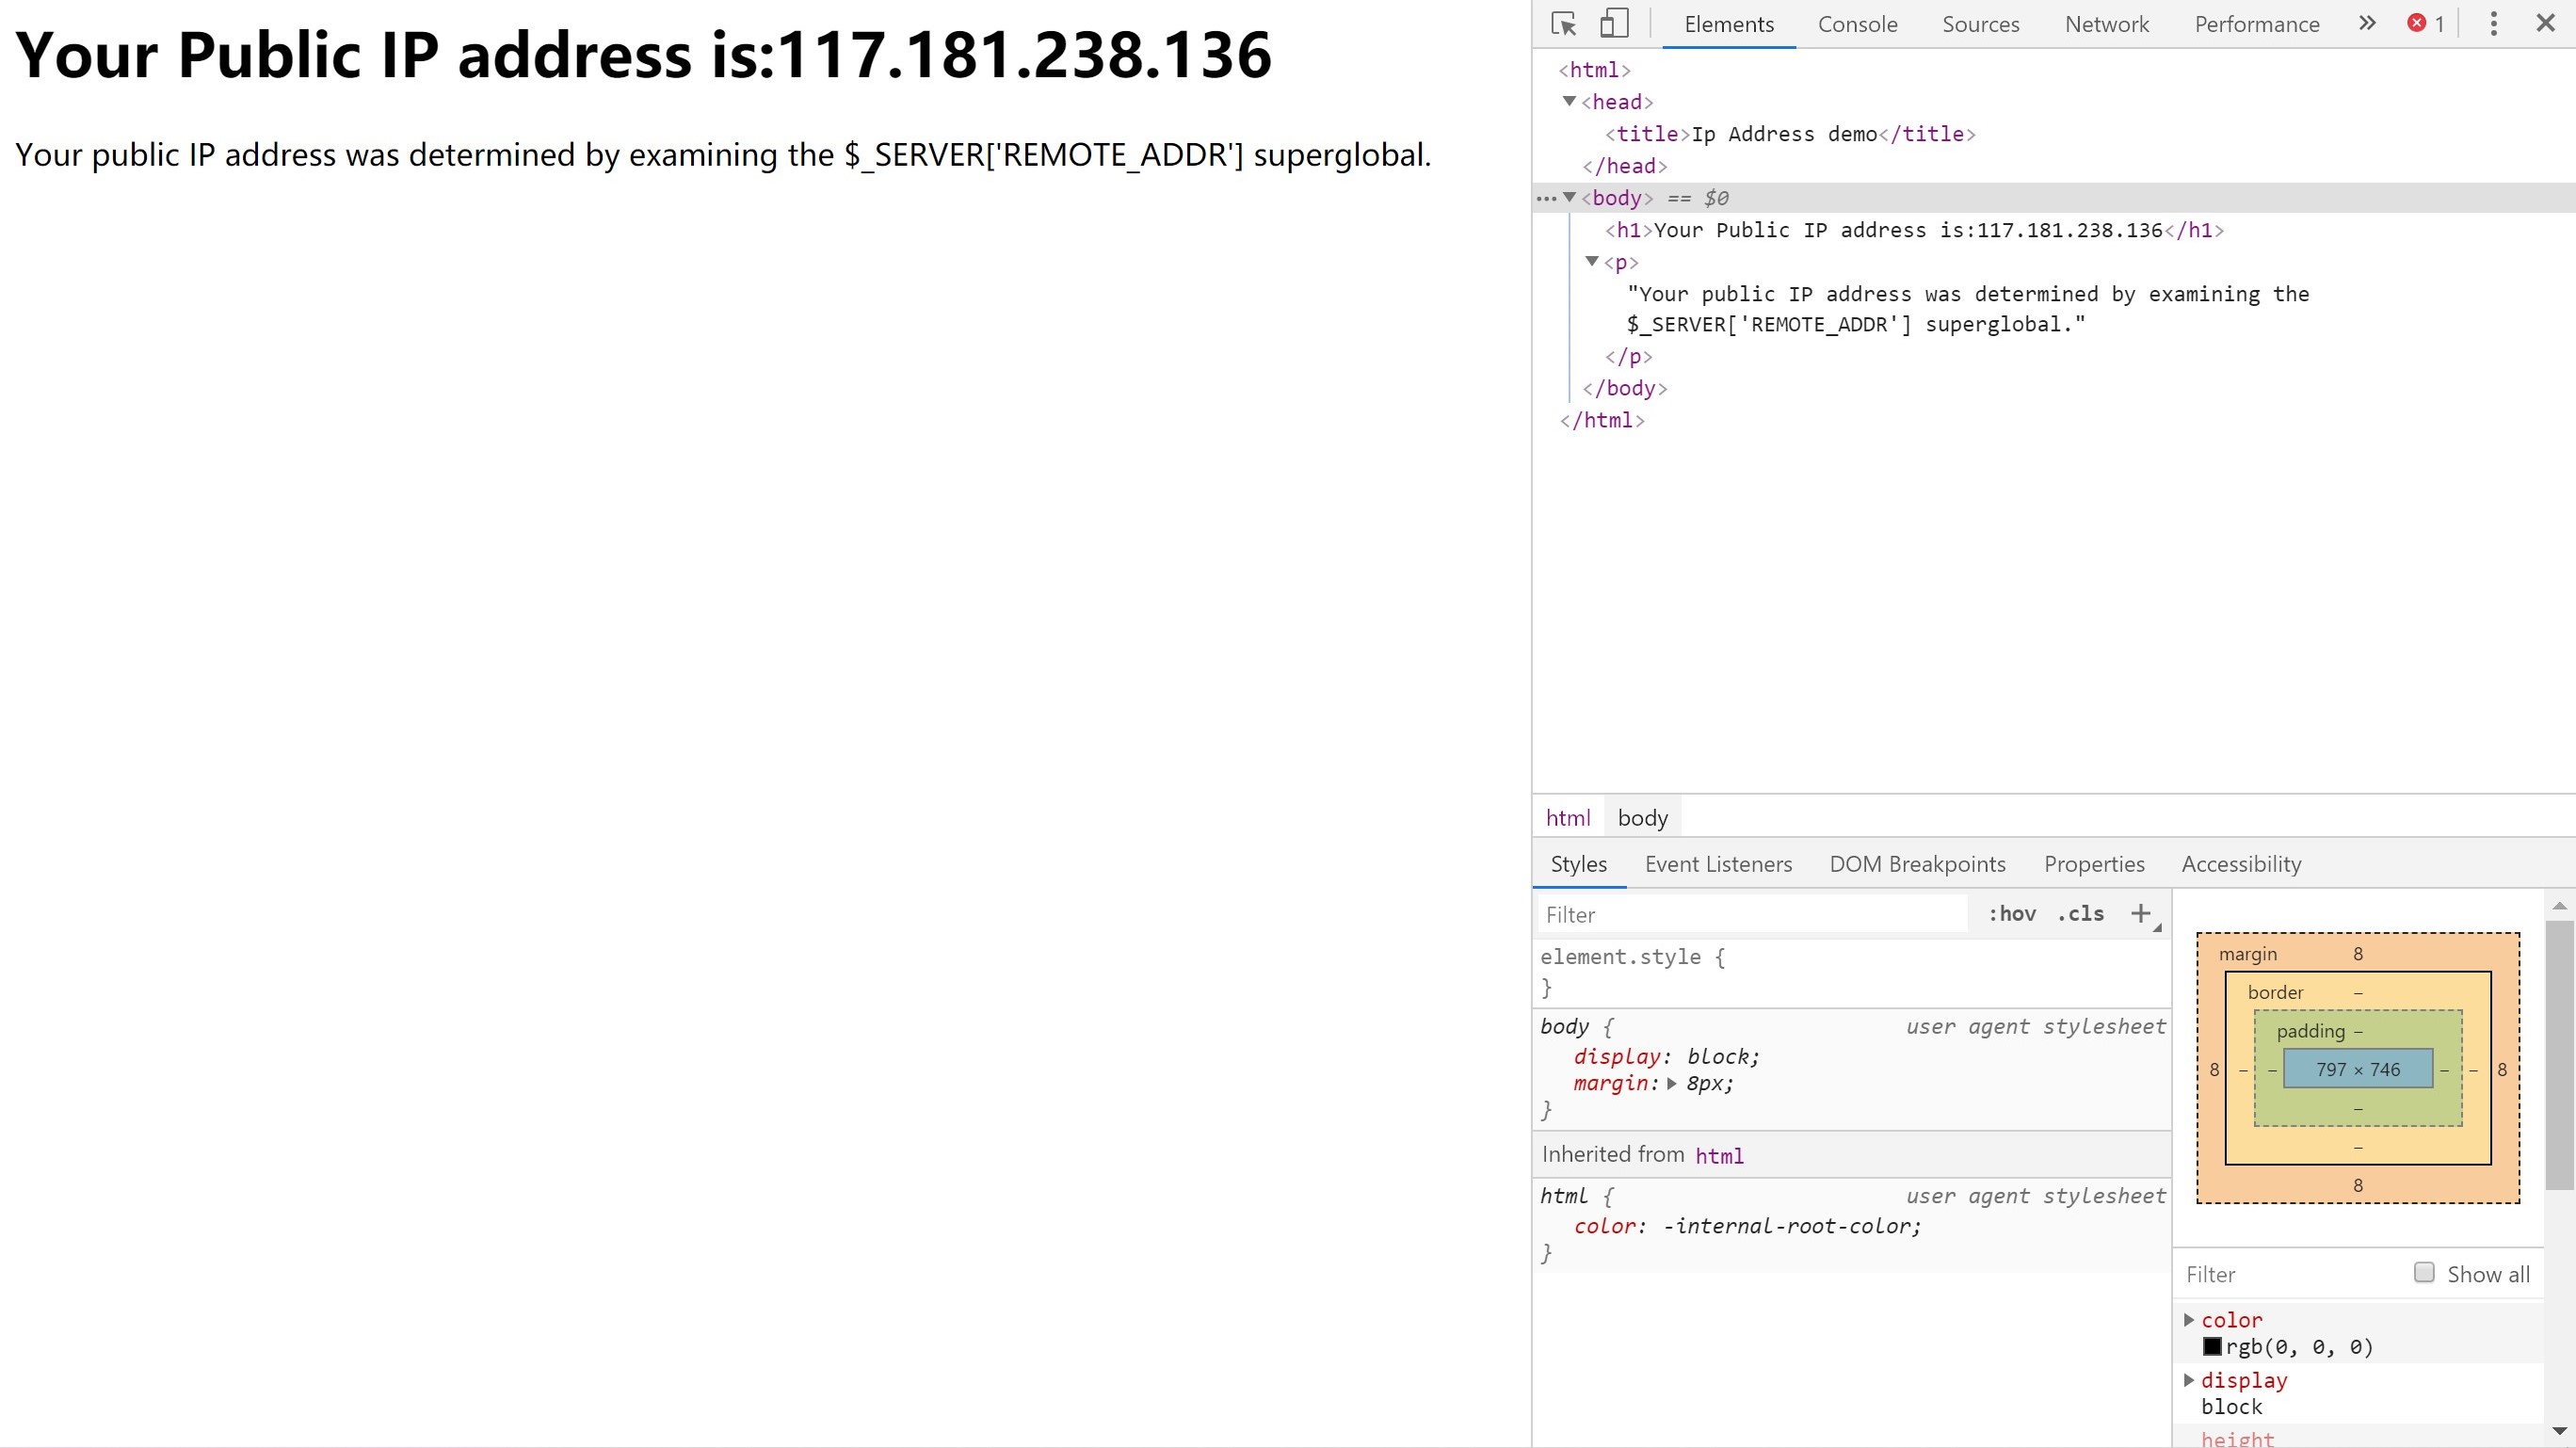 Your Public IP address is:117.181.238.136
Your public IP address was determined by examining the $_SERVER['REMOTE_ADDR'] superglobal.
Elements Console Sources Network Performance » 1
<html>
<head>
<title>Ip Address demo</title>
</head>
<body> == $0
<h1>Your Public IP address is:117.181.238.136</h1>
<p>
"Your public IP address was determined by examining the
$_SERVER['REMOTE_ADDR'] superglobal."
</p>
</body>
</html>
html body
Styles Event Listeners DOM Breakpoints Properties Accessibility
Filter :hov .cls +
element.style {
}
body { user agent stylesheet
display: block;
margin: 8px;
}
Inherited from html
html { user agent stylesheet
color: -internal-root-color;
}
margin 8
border –
padding –
8 – – 797 × 746 – – 8
–
–
8
Filter Show all
color
rgb(0, 0, 0)
display
block
height